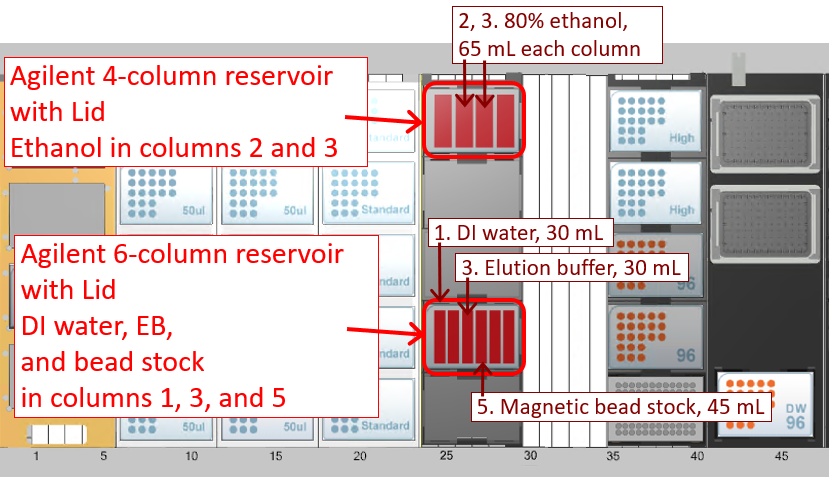 2, 3. 80% ethanol,
65 mL each column
Agilent 4-column reservoir
with Lid
Ethanol in columns 2 and 3
Standard
High
50ul
50ul
Standard
High
1. DI water, 30 mL
3. Elution buffer, 30 mL
Agilent 6-column reservoir
with Lid
DI water, EB,
and bead stock
in columns 1, 3, and 5
ndard
96
ndard
96
5. Magnetic bead stock, 45 mL
50ul
50ul
Standard
DW
96
1
5
10
15
20
25
30
35
40
45